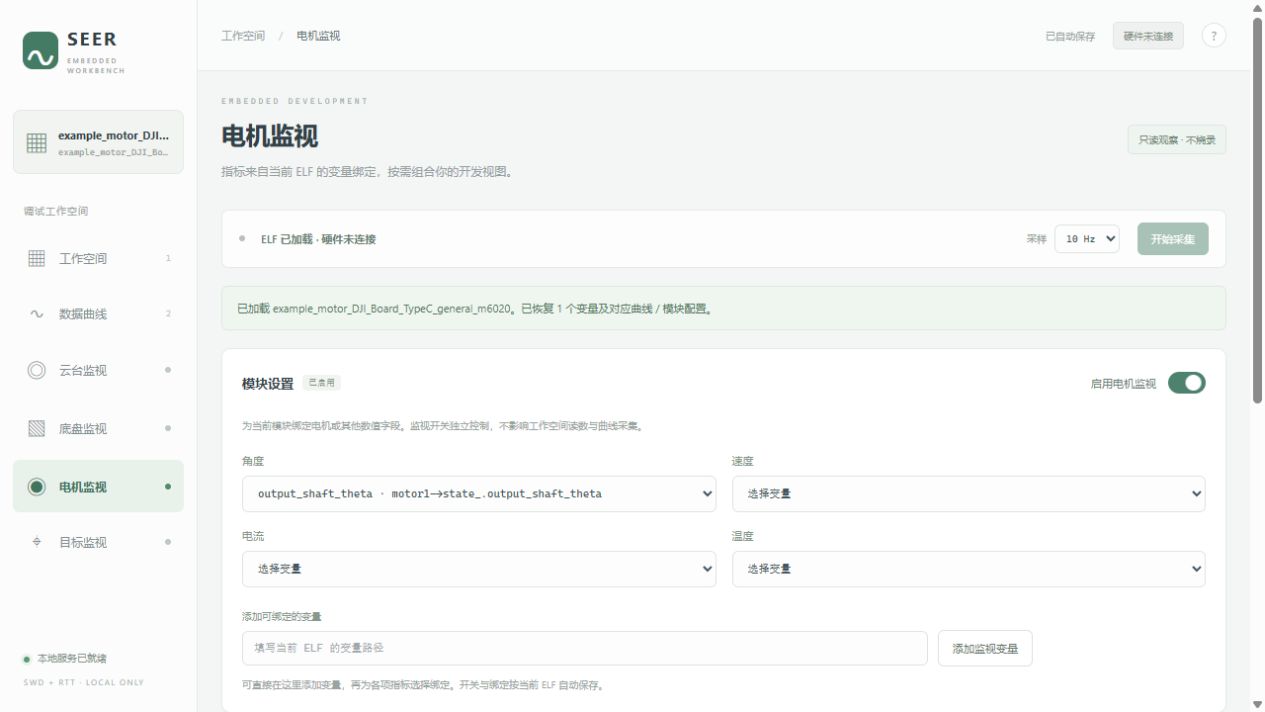 SEER
EMBEDDED
WORKBENCH
example_motor_DJI...
example_motor_DJI_Bo…
调试工作空间
工作空间 1
数据曲线 2
云台监视
底盘监视
电机监视
目标监视
本地服务已就绪
SWD + RTT · LOCAL ONLY
工作空间 / 电机监视
已自动保存 硬件未连接 ?
EMBEDDED DEVELOPMENT
电机监视
指标来自当前 ELF 的变量绑定，按需组合你的开发视图。
只读观察 · 不烧录
ELF 已加载 · 硬件未连接
采样 10 Hz 开始采集
已加载 example_motor_DJI_Board_TypeC_general_m6020。已恢复 1 个变量及对应曲线 / 模块配置。
模块设置 已启用
启用电机监视
为当前模块绑定电机或其他数值字段。监视开关独立控制，不影响工作空间读数与曲线采集。
角度 速度
output_shaft_theta · motor1->state_.output_shaft_theta 选择变量
电流 温度
选择变量 选择变量
添加可绑定的变量
填写当前 ELF 的变量路径 添加监视变量
可直接在这里添加变量，再为各项指标选择绑定。开关与绑定按当前 ELF 自动保存。